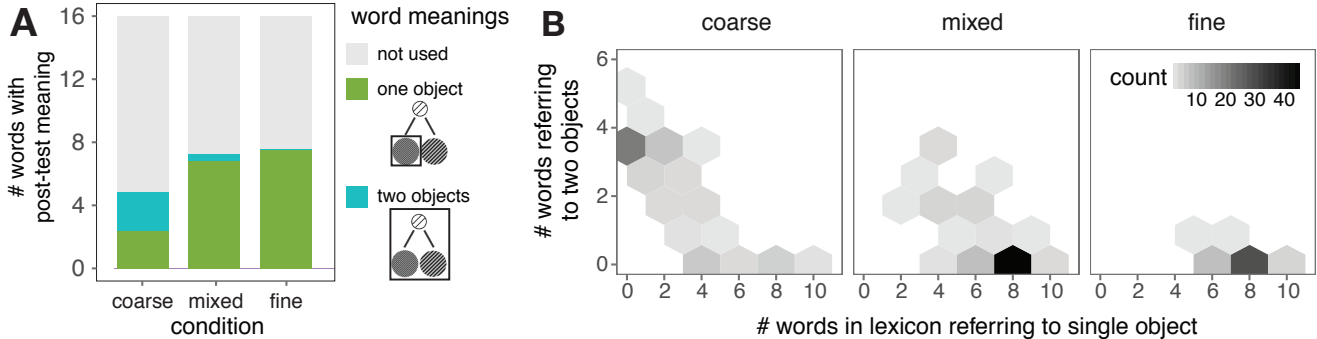 A
# words with
post-test meaning
16
12
8
4
0
coarse
mixed
fine
condition
word meanings
not used
one object
two objects
B
coarse
mixed
fine
# words referring
to two objects
6
4
2
0
count
10 20 30 40
0 2 4 6 8 10
0 2 4 6 8 10
0 2 4 6 8 10
# words in lexicon referring to single object